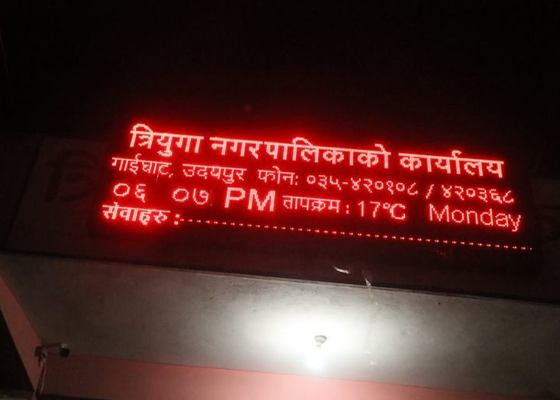 त्रियुगा नगरपालिकाको कार्यालय
गाईघाट, उदयपुर फोन: ०३५-४२०१०८ / ४२०३६८
०६ ०७ PM तापक्रम : 17°C Monday
सेवाहरु :